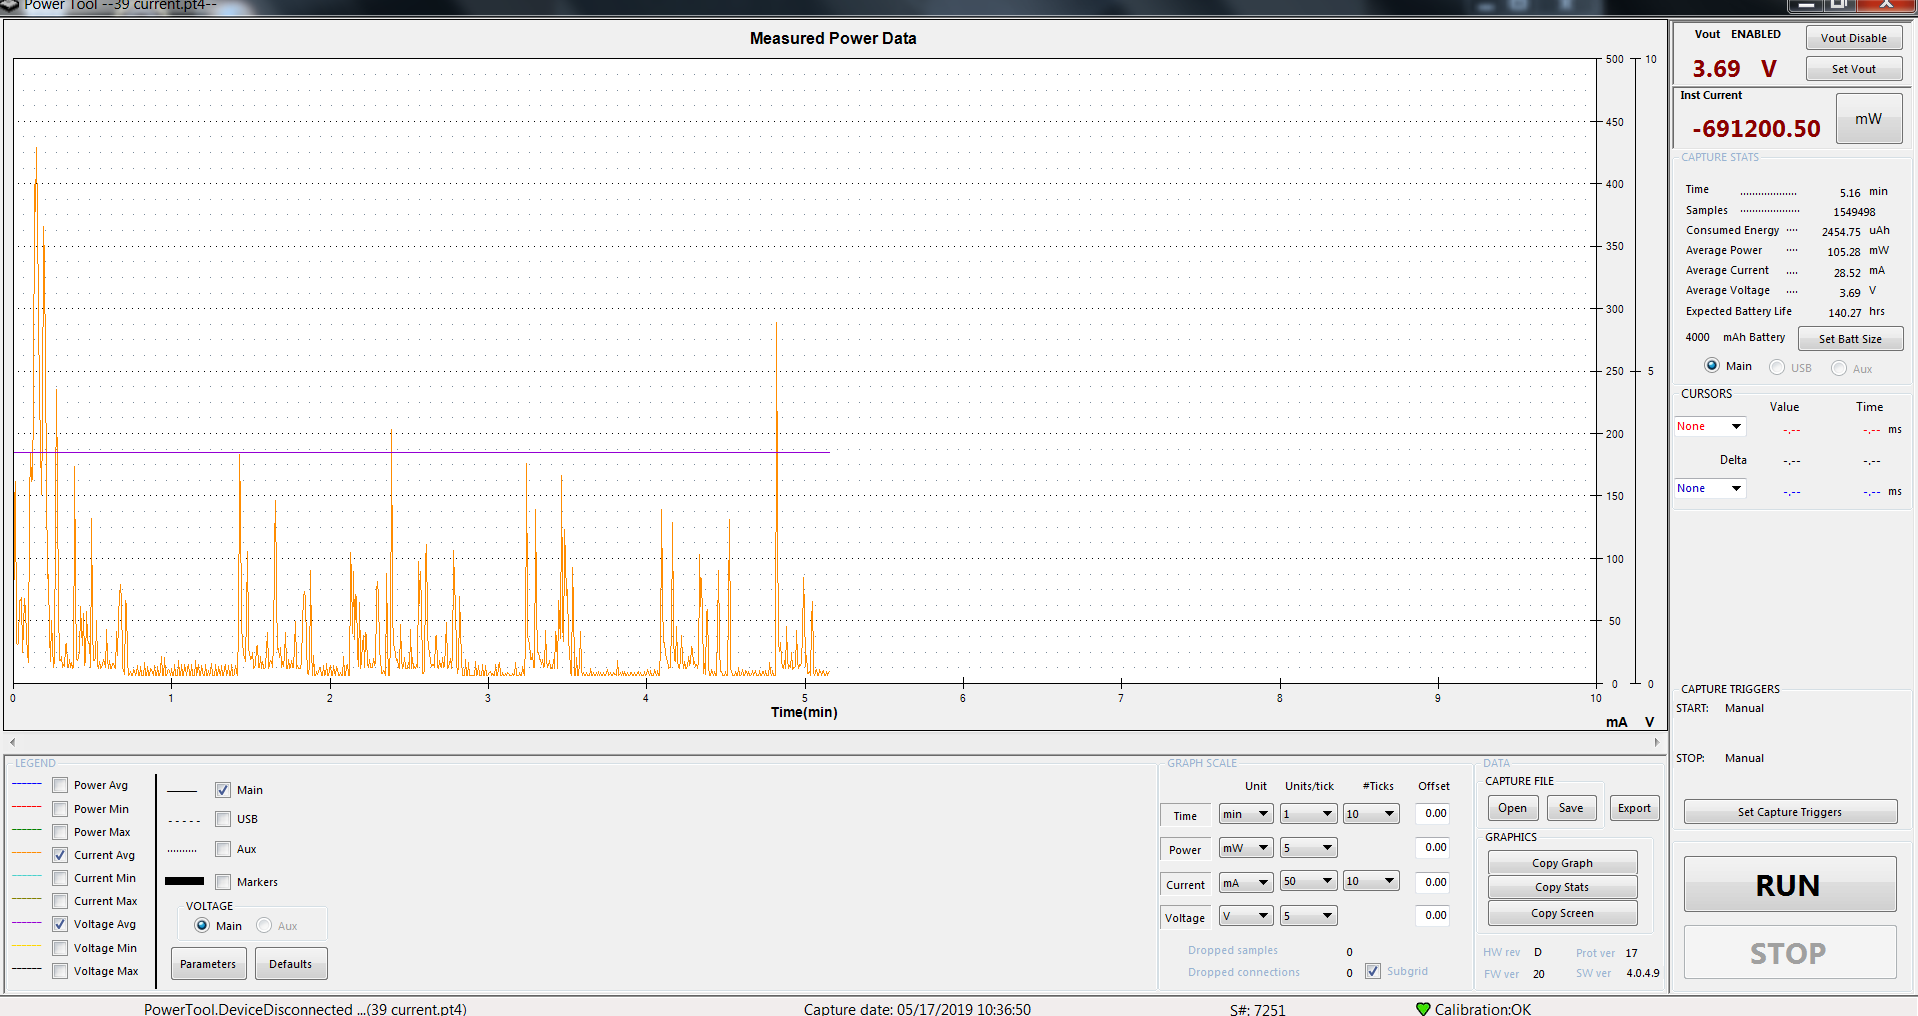 Power Tool --39 current.pt4--
Measured Power Data
500
450
400
350
300
250
200
150
100
50
0
10
5
0
0 1 2 3 4 5 6 7 8 9 10
Time(min)
mA V
Vout ENABLED
Vout Disable
3.69 V
Set Vout
Inst Current
-691200.50
mW
CAPTURE STATS
Time ................... 5.16 min
Samples .................... 1549498
Consumed Energy .... 2454.75 uAh
Average Power .... 105.28 mW
Average Current .... 28.52 mA
Average Voltage .... 3.69 V
Expected Battery Life 140.27 hrs
4000 mAh Battery Set Batt Size
Main USB Aux
CURSORS
Value Time
None -.-- -.-- ms
Delta -.-- -.--
None -.-- -.-- ms
CAPTURE TRIGGERS
START: Manual
STOP: Manual
Set Capture Triggers
RUN
STOP
LEGEND
Power Avg
Power Min
Power Max
Current Avg
Current Min
Current Max
Voltage Avg
Voltage Min
Voltage Max
Main
USB
Aux
Markers
VOLTAGE
Main Aux
Parameters Defaults
GRAPH SCALE
Unit Units/tick #Ticks Offset
Time min 1 10 0.00
Power mW 5 0.00
Current mA 50 10 0.00
Voltage V 5 0.00
Dropped samples 0
Dropped connections 0 Subgrid
DATA
CAPTURE FILE
Open Save Export
GRAPHICS
Copy Graph
Copy Stats
Copy Screen
HW rev D Prot ver 17
FW ver 20 SW ver 4.0.4.9
PowerTool.DeviceDisconnected ...(39 current.pt4) Capture date: 05/17/2019 10:36:50 S#: 7251 Calibration:OK